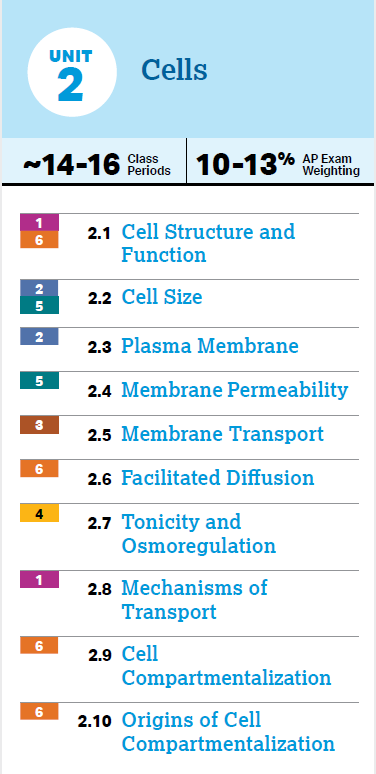 UNIT
2
Cells
~14-16 Class Periods
10-13% AP Exam Weighting
1
6
2.1 Cell Structure and
Function
2
5
2.2 Cell Size
2
2.3 Plasma Membrane
5
2.4 Membrane Permeability
3
2.5 Membrane Transport
6
2.6 Facilitated Diffusion
4
2.7 Tonicity and
Osmoregulation
1
2.8 Mechanisms of
Transport
6
2.9 Cell
Compartmentalization
6
2.10 Origins of Cell
Compartmentalization